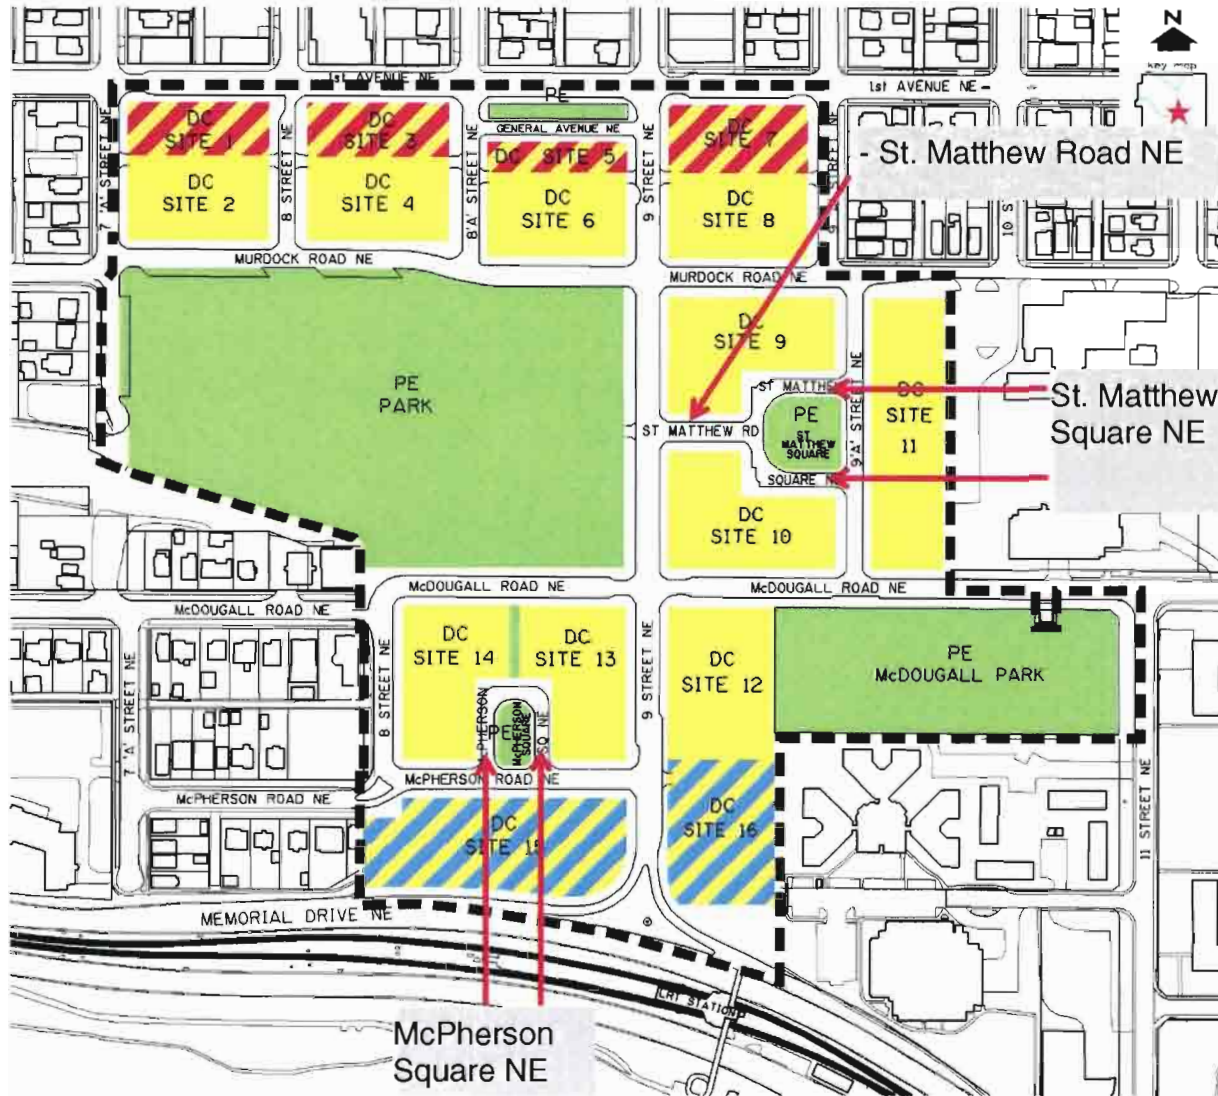 N
key map
1st AVENUE NE
PE
1st AVENUE NE
GENERAL AVENUE NE
7 'A' STREET NE
DC
SITE 1
8 STREET NE
DC
SITE 3
8'A' STREET NE
DC SITE 5
9 STREET NE
DC
SITE 7
- St. Matthew Road NE
DC
SITE 2
DC
SITE 4
DC
SITE 6
DC
SITE 8
MURDOCK ROAD NE
MURDOCK ROAD NE
DC
SITE 9
PE
PARK
ST MATTHEW
St. Matthew
Square NE
DC
SITE
11
PE
ST
MATTHEW
SQUARE
9'A' STREET NE
ST MATTHEW RD
SQUARE NE
DC
SITE 10
McDOUGALL ROAD NE
McDOUGALL ROAD NE
McDOUGALL ROAD NE
7 'A' STREET NE
8 STREET NE
DC
SITE 14
DC
SITE 13
9 STREET NE
DC
SITE 12
PE
McDOUGALL PARK
PE
McPHERSON
SQUARE
SQ NE
McPHERSON ROAD NE
McPHERSON ROAD NE
DC
SITE 15
DC
SITE 16
11 STREET NE
MEMORIAL DRIVE NE
LRT STATION
McPherson
Square NE